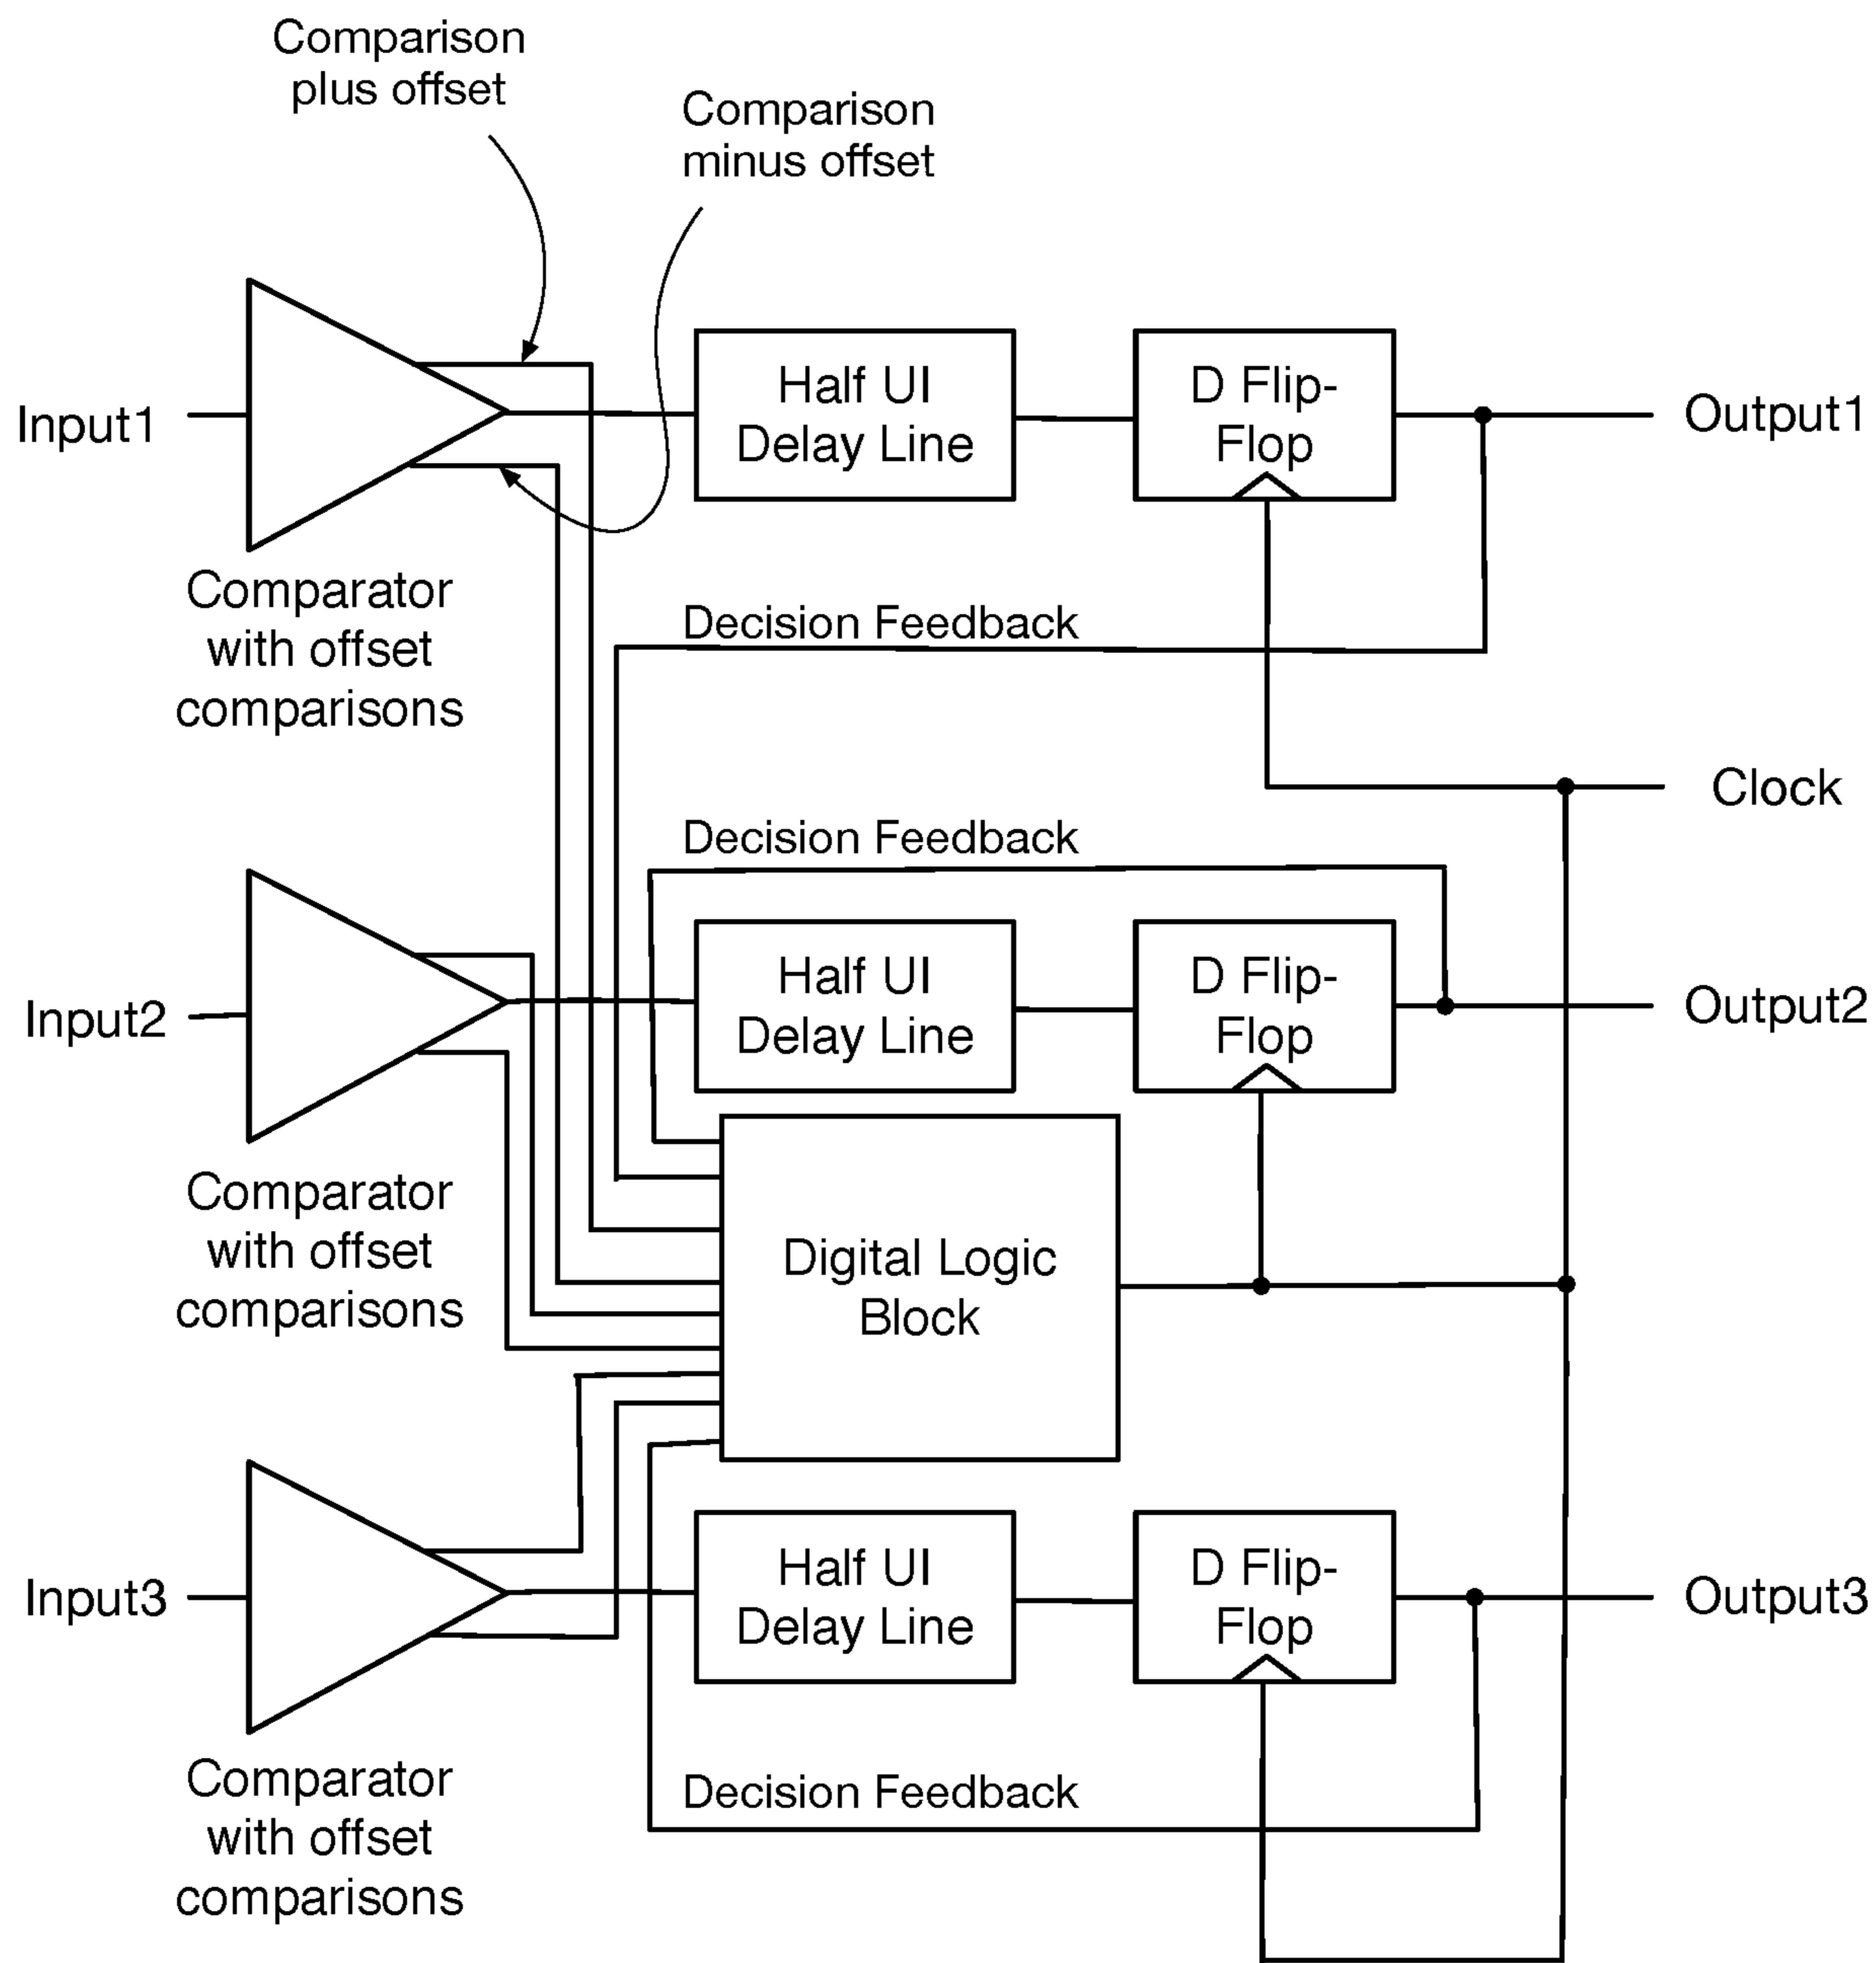 Comparison
plus offset
Comparison
minus offset
Input1
Half UI
Delay Line
D Flip-
Flop
Output1
Comparator
with offset
comparisons
Decision Feedback
Clock
Decision Feedback
Input2
Half UI
Delay Line
D Flip-
Flop
Output2
Comparator
with offset
comparisons
Digital Logic
Block
Input3
Half UI
Delay Line
D Flip-
Flop
Output3
Comparator
with offset
comparisons
Decision Feedback